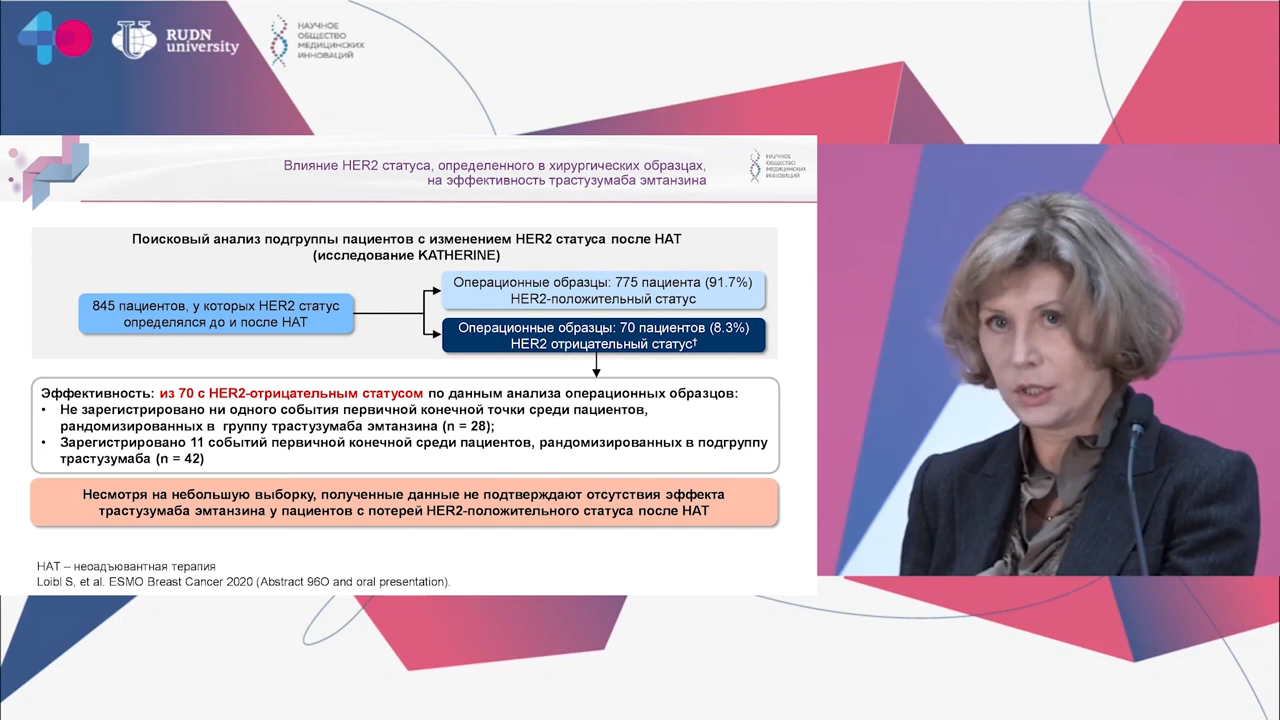 RUDN
university
НАУЧНОЕ
ОБЩЕСТВО
МЕДИЦИНСКИХ
ИННОВАЦИЙ
Влияние HER2 статуса, определенного в хирургических образцах,
на эффективность трастузумаба эмтанзина
НАУЧНОЕ
ОБЩЕСТВО
МЕДИЦИНСКИХ
ИННОВАЦИЙ
Поисковый анализ подгруппы пациентов с изменением HER2 статуса после НАТ
(исследование KATHERINE)
845 пациентов, у которых HER2 статус
определялся до и после НАТ
Операционные образцы: 775 пациента (91.7%)
HER2-положительный статус
Операционные образцы: 70 пациентов (8.3%)
HER2 отрицательный статус†
Эффективность: из 70 с HER2-отрицательным статусом по данным анализа операционных образцов:
• Не зарегистрировано ни одного события первичной конечной точки среди пациентов,
рандомизированных в группу трастузумаба эмтанзина (n = 28);
• Зарегистрировано 11 событий первичной конечной среди пациентов, рандомизированных в подгруппу
трастузумаба (n = 42)
Несмотря на небольшую выборку, полученные данные не подтверждают отсутствия эффекта
трастузумаба эмтанзина у пациентов с потерей HER2-положительного статуса после НАТ
НАТ – неоадъювантная терапия
Loibl S, et al. ESMO Breast Cancer 2020 (Abstract 96O and oral presentation).